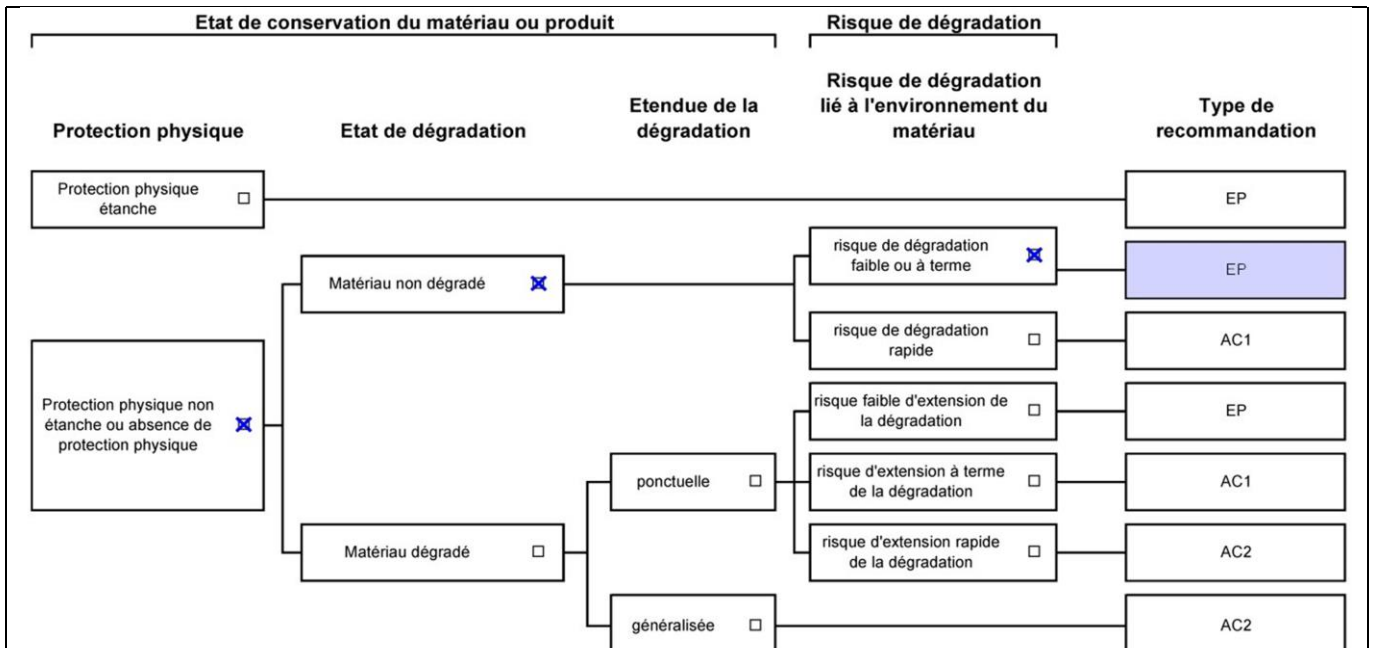 Etat de conservation du matériau ou produit
Risque de dégradation
Protection physique
Etat de dégradation
Etendue de la
dégradation
Risque de dégradation
lié à l'environnement du
matériau
Type de
recommandation
Protection physique
étanche
EP
Protection physique non
étanche ou absence de
protection physique
Matériau non dégradé
risque de dégradation
faible ou à terme
EP
risque de dégradation
rapide
AC1
Matériau dégradé
ponctuelle
risque faible d'extension de
la dégradation
EP
risque d'extension à terme
de la dégradation
AC1
risque d'extension rapide
de la dégradation
AC2
généralisée
AC2